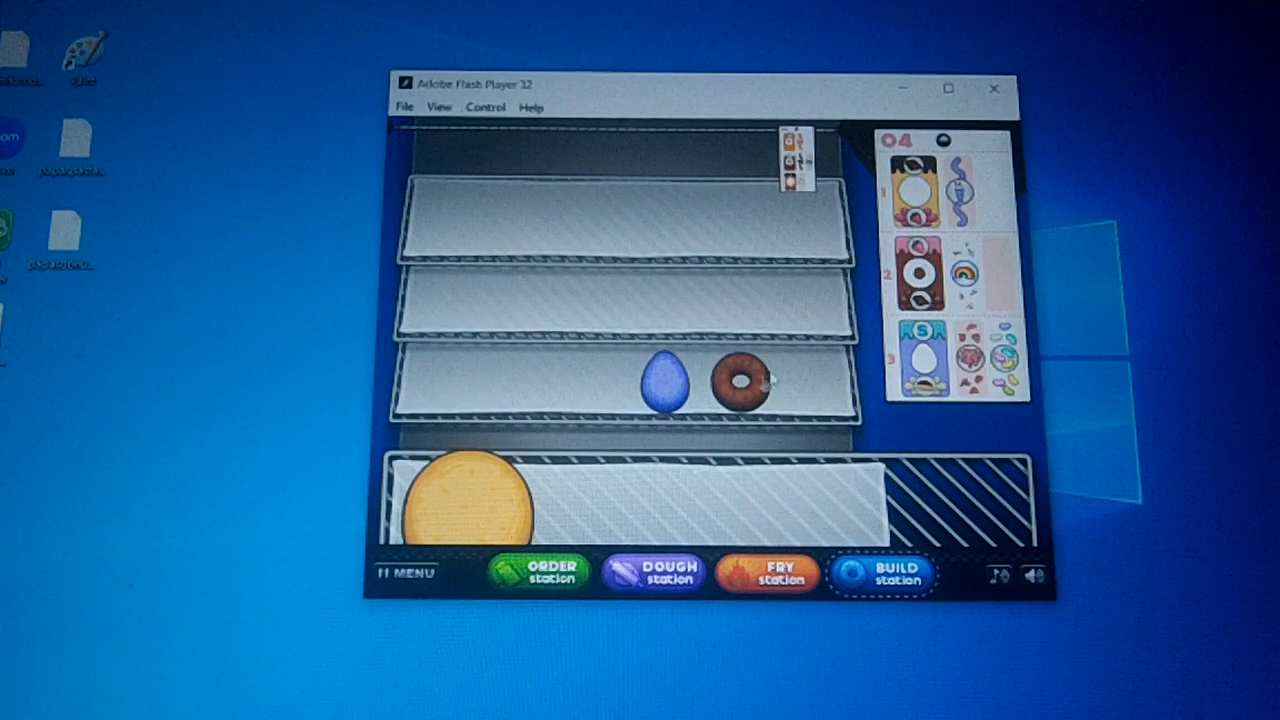 Adobe Flash Player 32
File View Control Help
04
1
2
3
S
MENU
ORDER station
DOUGH station
FRY station
BUILD station